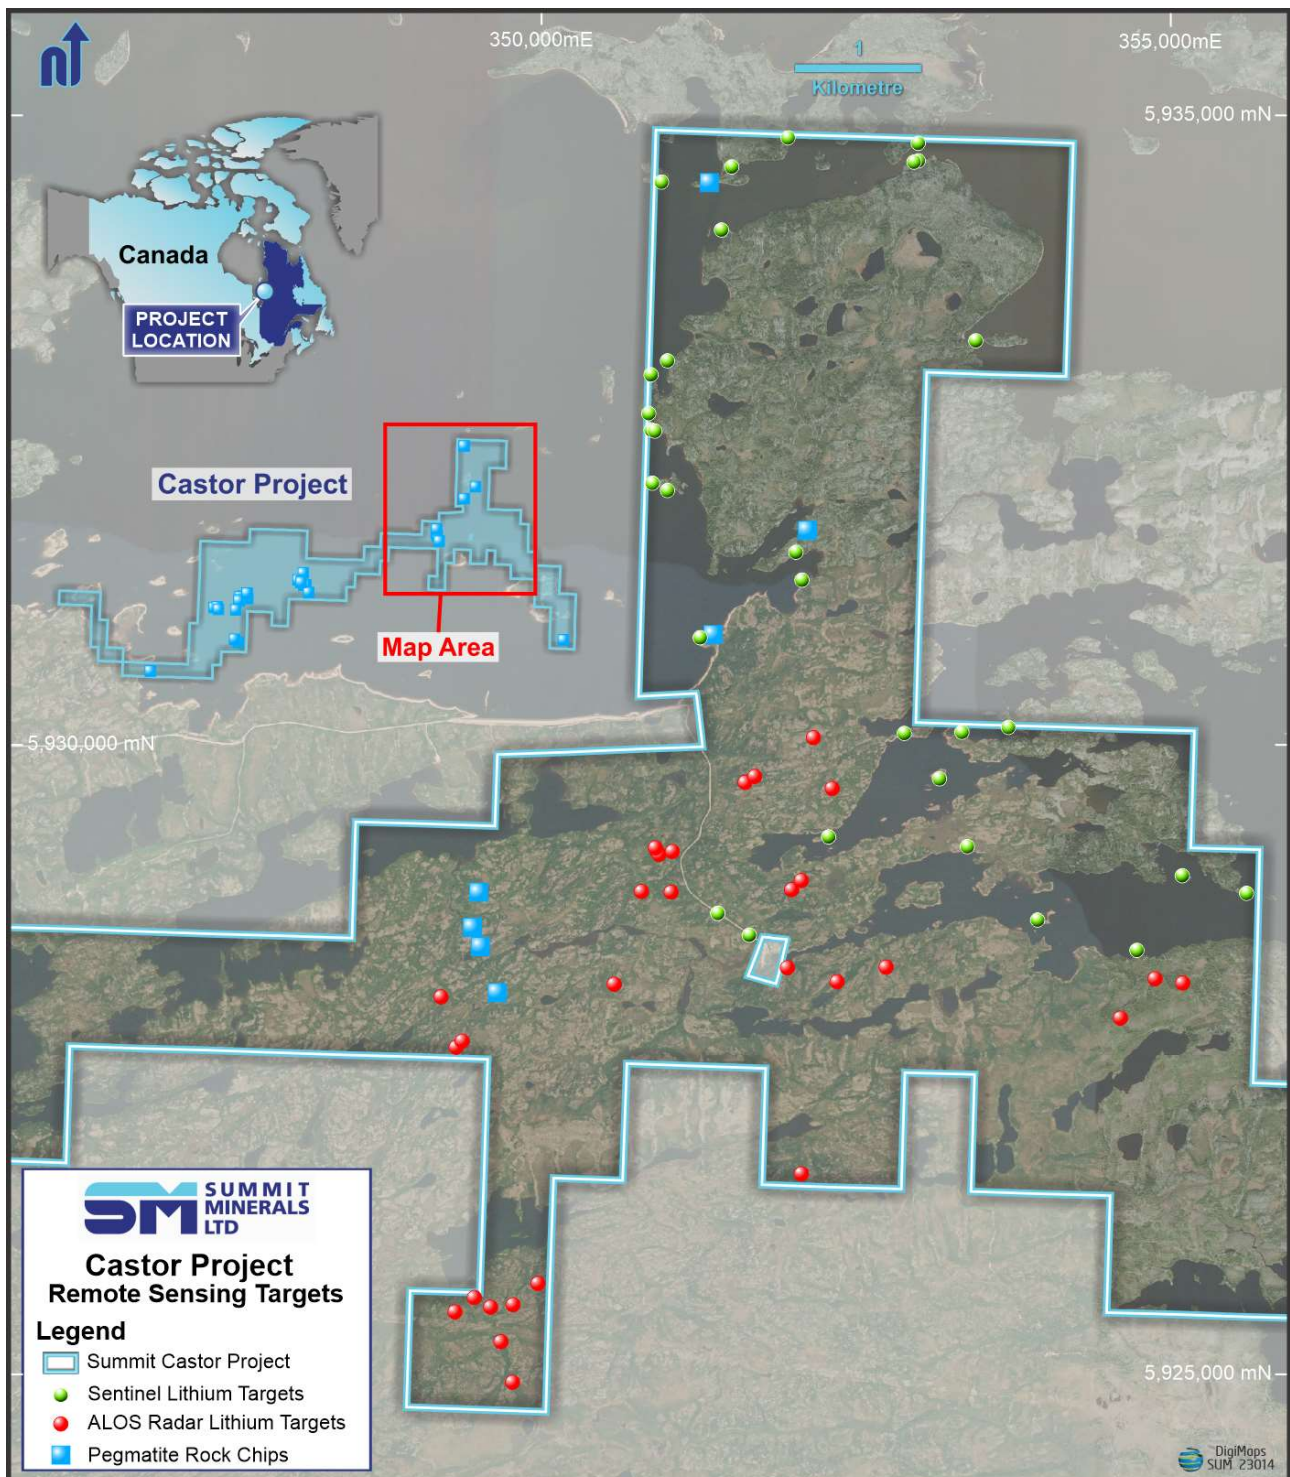 350,000mE
355,000mE
1
Kilometre
5,935,000 mN
Canada
PROJECT
LOCATION
Castor Project
Map Area
5,930,000 mN
SM SUMMIT
MINERALS
LTD
Castor Project
Remote Sensing Targets
Legend
Summit Castor Project
Sentinel Lithium Targets
ALOS Radar Lithium Targets
Pegmatite Rock Chips
5,925,000 mN
DigiMaps
SUM 23014